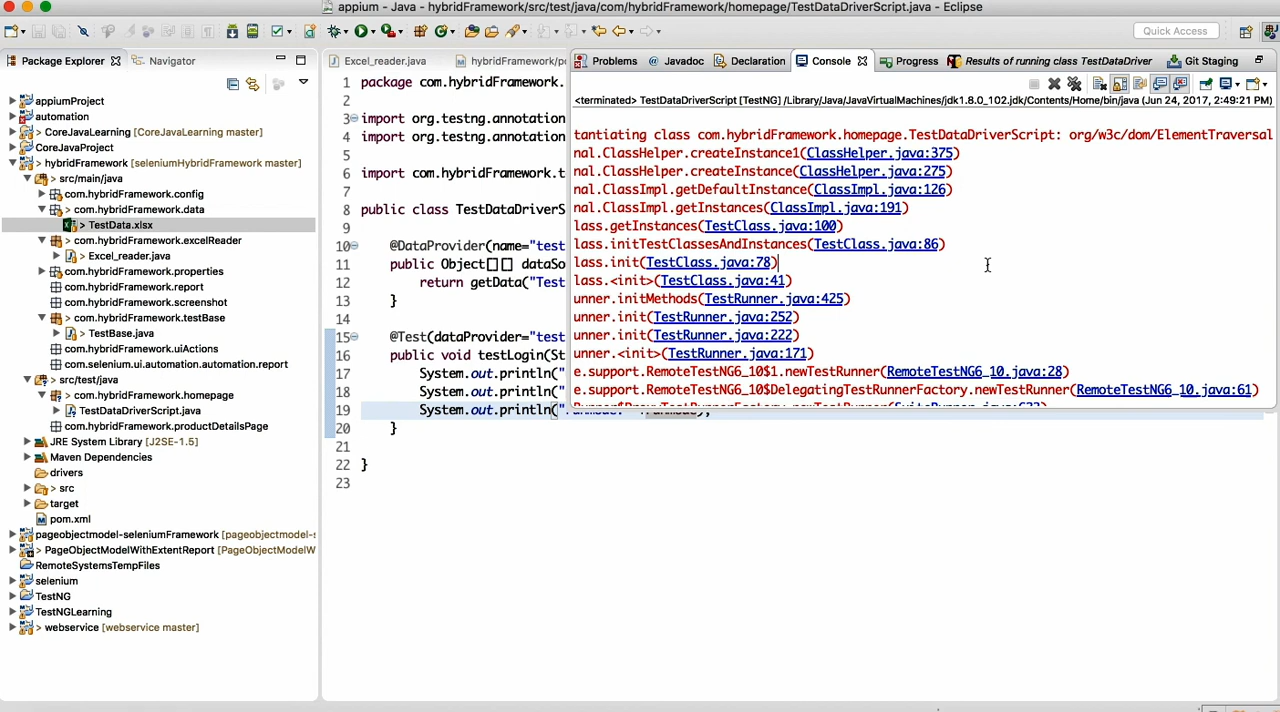 appium - Java - hybridFramework/src/test/java/com/hybridFramework/homepage/TestDataDriverScript.java - Eclipse
Quick Access
Package Explorer
Navigator
appiumProject
automation
> CoreJavaLearning [CoreJavaLearning master]
CoreJavaProject
> hybridFramework [seleniumHybridFramework master]
> src/main/java
> com.hybridFramework.config
> com.hybridFramework.data
> TestData.xlsx
> com.hybridFramework.excelReader
> Excel_reader.java
com.hybridFramework.properties
com.hybridFramework.report
com.hybridFramework.screenshot
> com.hybridFramework.testBase
> TestBase.java
com.hybridFramework.uiActions
com.selenium.ui.automation.automation.report
> src/test/java
> com.hybridFramework.homepage
> TestDataDriverScript.java
com.hybridFramework.productDetailsPage
JRE System Library [J2SE-1.5]
Maven Dependencies
drivers
> src
target
pom.xml
pageobjectmodel-seleniumFramework [pageobjectmodel-s
> PageObjectModelWithExtentReport [PageObjectModelW
RemoteSystemsTempFiles
selenium
TestNG
TestNGLearning
> webservice [webservice master]
Excel_reader.java
hybridFramework/po
1 package com.hybridFramework.
2
3 import org.testng.annotation
4 import org.testng.annotation
5
6 import com.hybridFramework.t
7
8 public class TestDataDriverS
9
10 @DataProvider(name="test
11 public Object[][] dataSo
12 return getData("Test
13 }
14
15 @Test(dataProvider="test
16 public void testLogin(St
17 System.out.println("
18 System.out.println("
19 System.out.println("
20 }
21
22 }
23
Problems
@ Javadoc
Declaration
Console
Progress
Results of running class TestDataDriver
Git Staging
<terminated> TestDataDriverScript [TestNG] /Library/Java/JavaVirtualMachines/jdk1.8.0_102.jdk/Contents/Home/bin/java (Jun 24, 2017, 2:49:21 PM)
tantiating class com.hybridFramework.homepage.TestDataDriverScript: org/w3c/dom/ElementTraversal
nal.ClassHelper.createInstance1(ClassHelper.java:375)
nal.ClassHelper.createInstance(ClassHelper.java:275)
nal.ClassImpl.getDefaultInstance(ClassImpl.java:126)
nal.ClassImpl.getInstances(ClassImpl.java:191)
lass.getInstances(TestClass.java:100)
lass.initTestClassesAndInstances(TestClass.java:86)
lass.init(TestClass.java:78)
lass.<init>(TestClass.java:41)
unner.initMethods(TestRunner.java:425)
unner.init(TestRunner.java:252)
unner.init(TestRunner.java:222)
unner.<init>(TestRunner.java:171)
e.support.RemoteTestNG6_10$1.newTestRunner(RemoteTestNG6_10.java:28)
e.support.RemoteTestNG6_10$DelegatingTestRunnerFactory.newTestRunner(RemoteTestNG6_10.java:61)